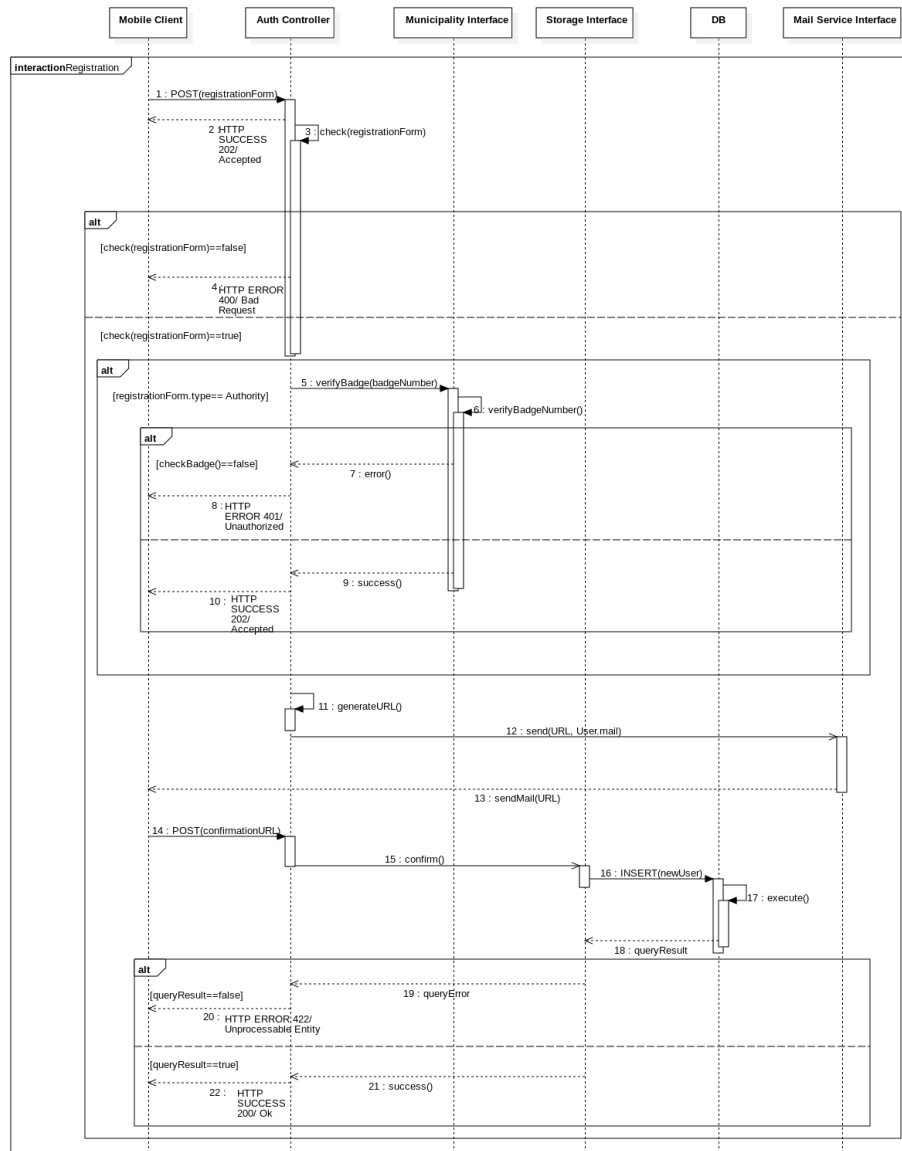 Mobile Client
Auth Controller
Municipality Interface
Storage Interface
DB
Mail Service Interface
interactionRegistration
1 : POST(registrationForm)
2 : HTTP
SUCCESS
202/
Accepted
3 : check(registrationForm)
alt
[check(registrationForm)==false]
4 : HTTP ERROR
400/ Bad
Request
[check(registrationForm)==true]
alt
[registrationForm.type== Authority]
5 : verifyBadge(badgeNumber)
6 : verifyBadgeNumber()
alt
[checkBadge()==false]
7 : error()
8 : HTTP
ERROR 401/
Unauthorized
9 : success()
10 : HTTP
SUCCESS
202/
Accepted
11 : generateURL()
12 : send(URL, User.mail)
13 : sendMail(URL)
14 : POST(confirmationURL)
15 : confirm()
16 : INSERT(newUser)
17 : execute()
18 : queryResult
alt
[queryResult==false]
19 : queryError
20 : HTTP ERROR 422/
Unprocessable Entity
[queryResult==true]
21 : success()
22 : HTTP
SUCCESS
200/ Ok